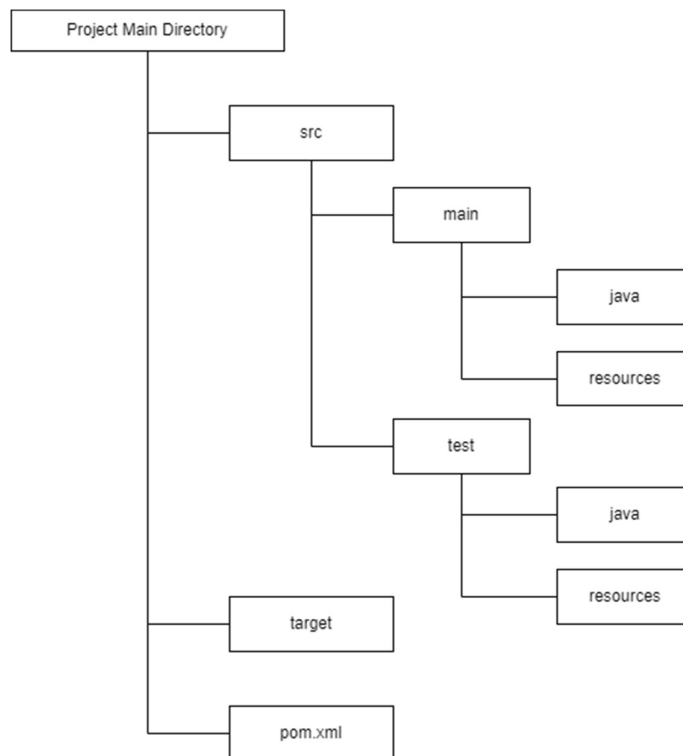 Project Main Directory
src
main
java
resources
test
java
resources
target
pom.xml